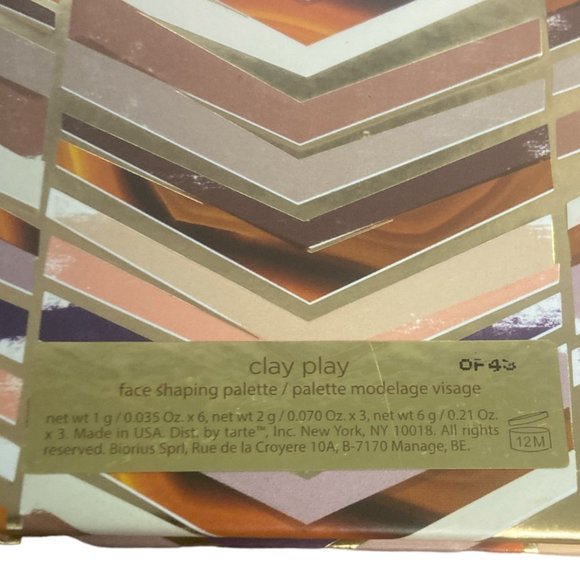 clay play
0F43
face shaping palette / palette modelage visage
net wt 1 g / 0.035 Oz. x 6, net wt 2 g / 0.070 Oz. x 3, net wt 6 g / 0.21 Oz.
x 3. Made in USA. Dist. by tarte™, Inc. New York, NY 10018. All rights
reserved. Biorius Sprl, Rue de la Croyere 10A, B-7170 Manage, BE.
12M